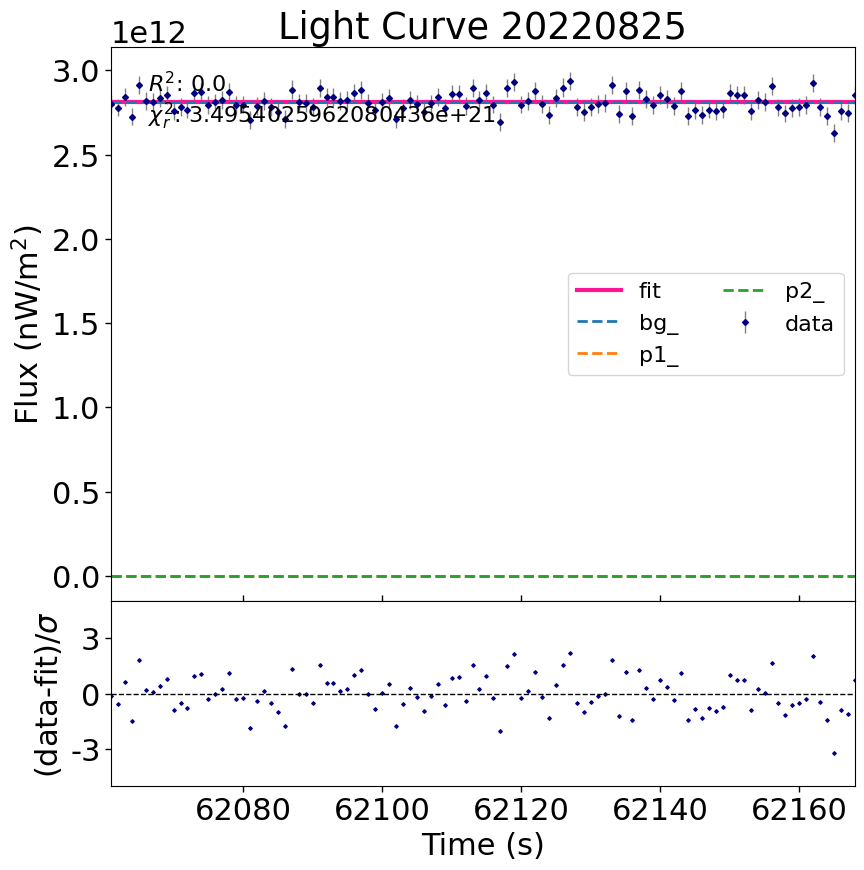 Light Curve 20220825
1e12
3.0
2.5
2.0
1.5
1.0
0.5
0.0
Flux (nW/m²)
R²: 0.0
χ²ᵣ: 3.4954025962080436e+21
fit
bg_
p1_
p2_
data
3
0
-3
(data-fit)/σ
62080
62100
62120
62140
62160
Time (s)